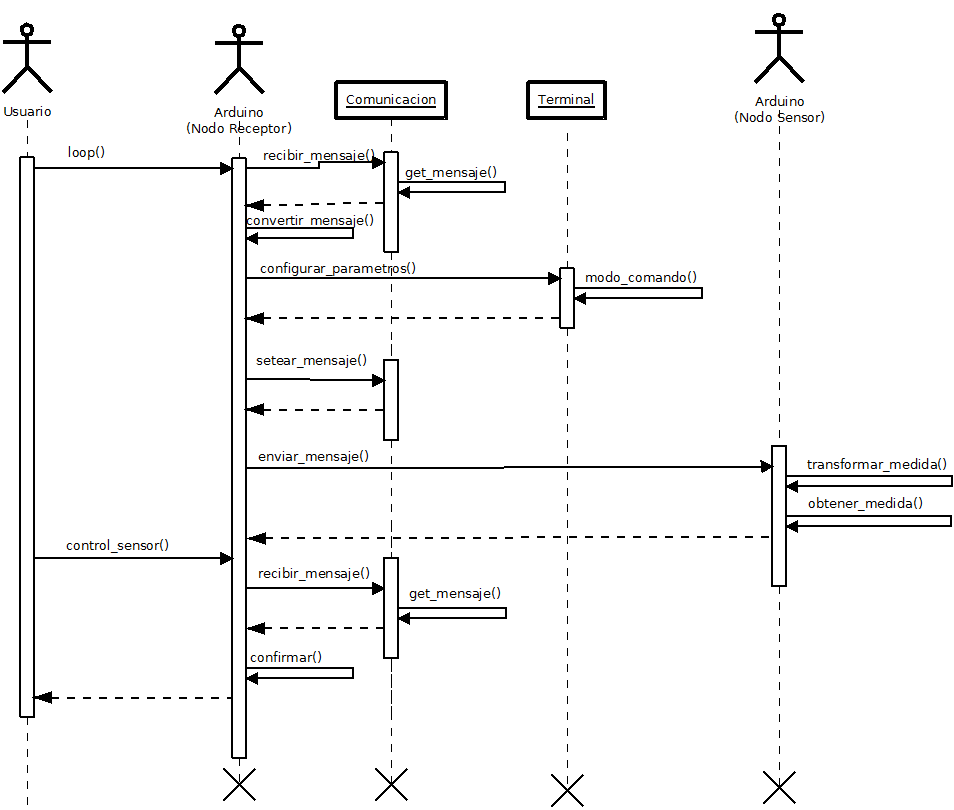 Usuario
Arduino
(Nodo Receptor)
Comunicacion
Terminal
Arduino
(Nodo Sensor)
loop()
recibir_mensaje()
get_mensaje()
convertir_mensaje()
configurar_parametros()
modo_comando()
setear_mensaje()
enviar_mensaje()
transformar_medida()
obtener_medida()
control_sensor()
recibir_mensaje()
get_mensaje()
confirmar()